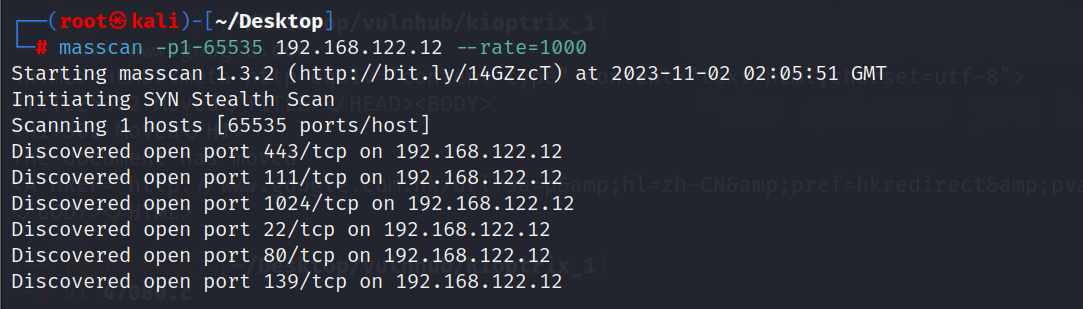 ┌──(root㉿kali)-[~/Desktop]
└─# masscan -p1-65535 192.168.122.12 --rate=1000
Starting masscan 1.3.2 (http://bit.ly/14GZzcT) at 2023-11-02 02:05:51 GMT
Initiating SYN Stealth Scan
Scanning 1 hosts [65535 ports/host]
Discovered open port 443/tcp on 192.168.122.12
Discovered open port 111/tcp on 192.168.122.12
Discovered open port 1024/tcp on 192.168.122.12
Discovered open port 22/tcp on 192.168.122.12
Discovered open port 80/tcp on 192.168.122.12
Discovered open port 139/tcp on 192.168.122.12